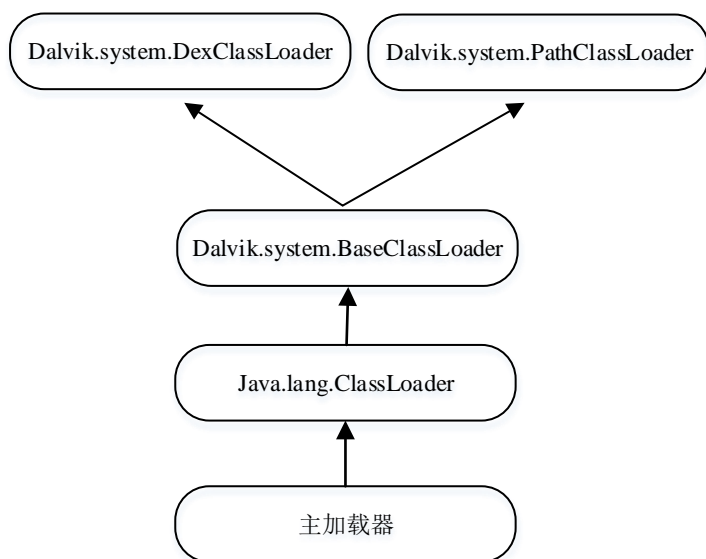 Dalvik.system.DexClassLoader
Dalvik.system.PathClassLoader
Dalvik.system.BaseClassLoader
Java.lang.ClassLoader
主加载器